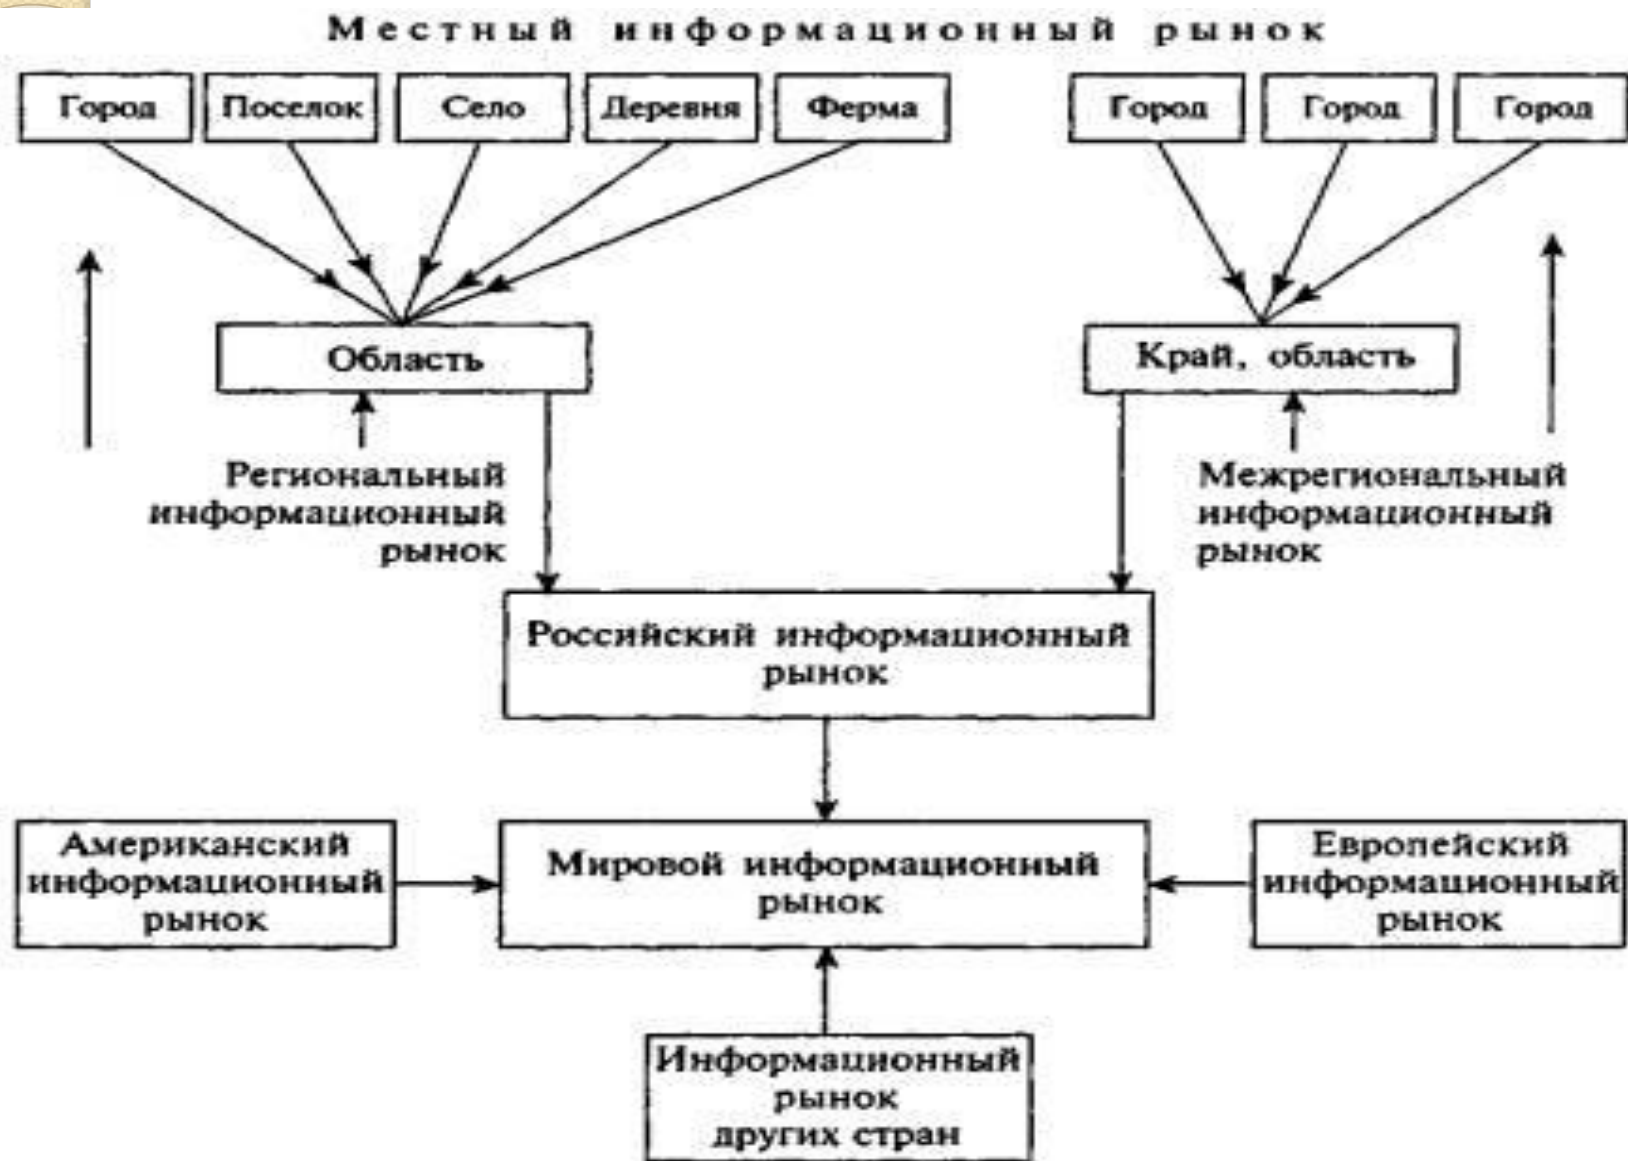 Местный информационный рынок
Город
Поселок
Село
Деревня
Ферма
Город
Город
Город
Область
Край, область
Региональный
информационный
рынок
Межрегиональный
информационный
рынок
Российский информационный
рынок
Американский
информационный
рынок
Мировой информационный
рынок
Европейский
информационный
рынок
Информационный
рынок
других стран